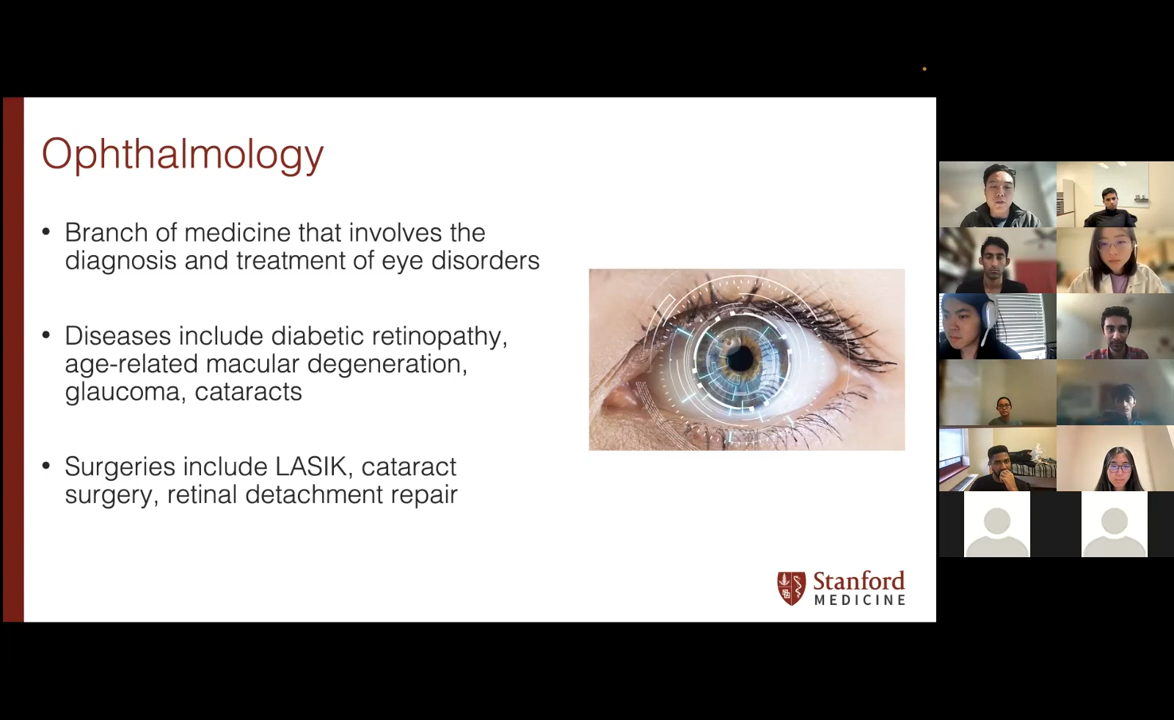 Ophthalmology
• Branch of medicine that involves the
diagnosis and treatment of eye disorders
• Diseases include diabetic retinopathy,
age-related macular degeneration,
glaucoma, cataracts
• Surgeries include LASIK, cataract
surgery, retinal detachment repair
Stanford
MEDICINE